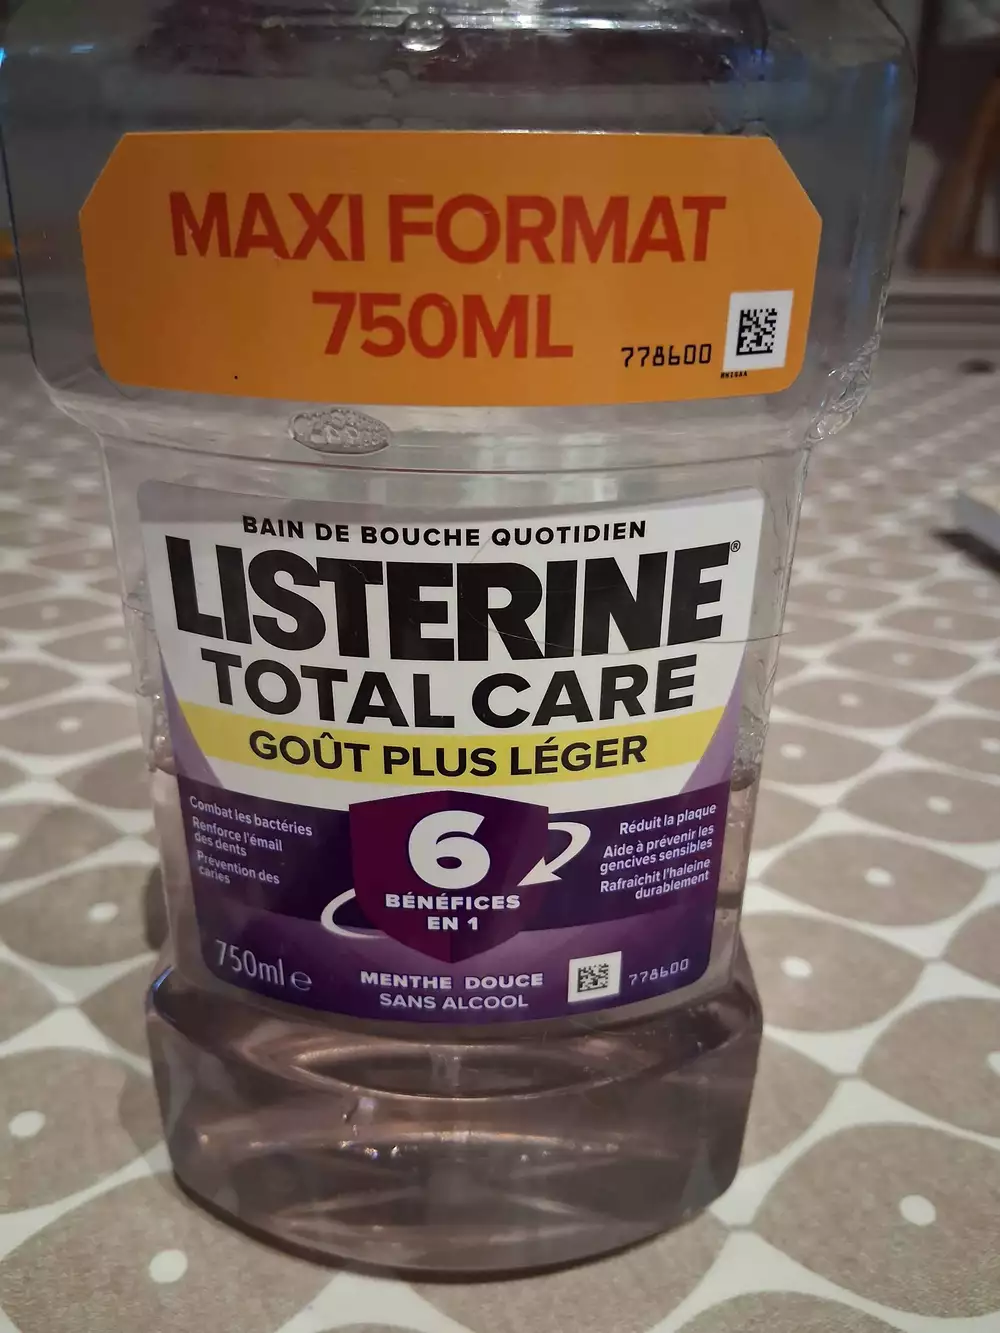 MAXI FORMAT
750ML
778600
BAIN DE BOUCHE QUOTIDIEN
LISTERINE®
TOTAL CARE
GOÛT PLUS LÉGER
Combat les bactéries
Renforce l'émail
des dents
Prévention des
caries
6
BÉNÉFICES
EN 1
Réduit la plaque
Aide à prévenir les
gencives sensibles
Rafraîchit l'haleine
durablement
750ml ℮
MENTHE DOUCE
SANS ALCOOL
778600